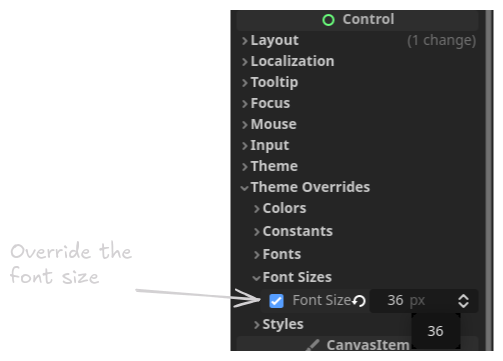 Control
Layout (1 change)
Localization
Tooltip
Focus
Mouse
Input
Theme
Theme Overrides
Colors
Constants
Fonts
Override the
font size
Font Sizes
Font Size 36 px
Styles
36
CanvasItem